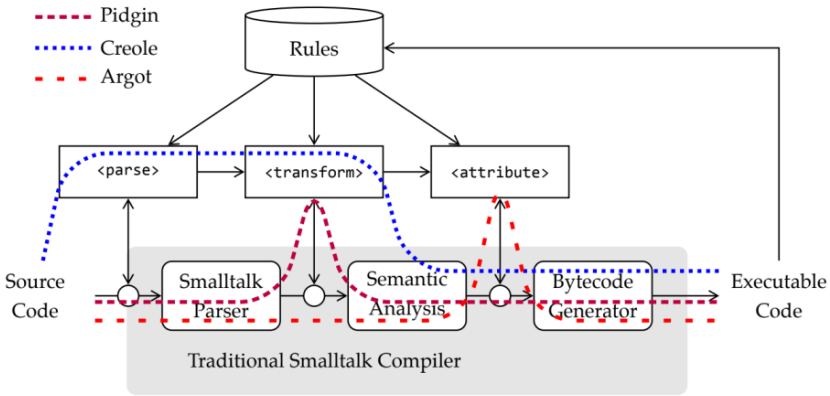 Pidgin
Creole
Argot
Rules
<parse>
<transform>
<attribute>
Source
Code
Smalltalk
Parser
Semantic
Analysis
Bytecode
Generator
Executable
Code
Traditional Smalltalk Compiler